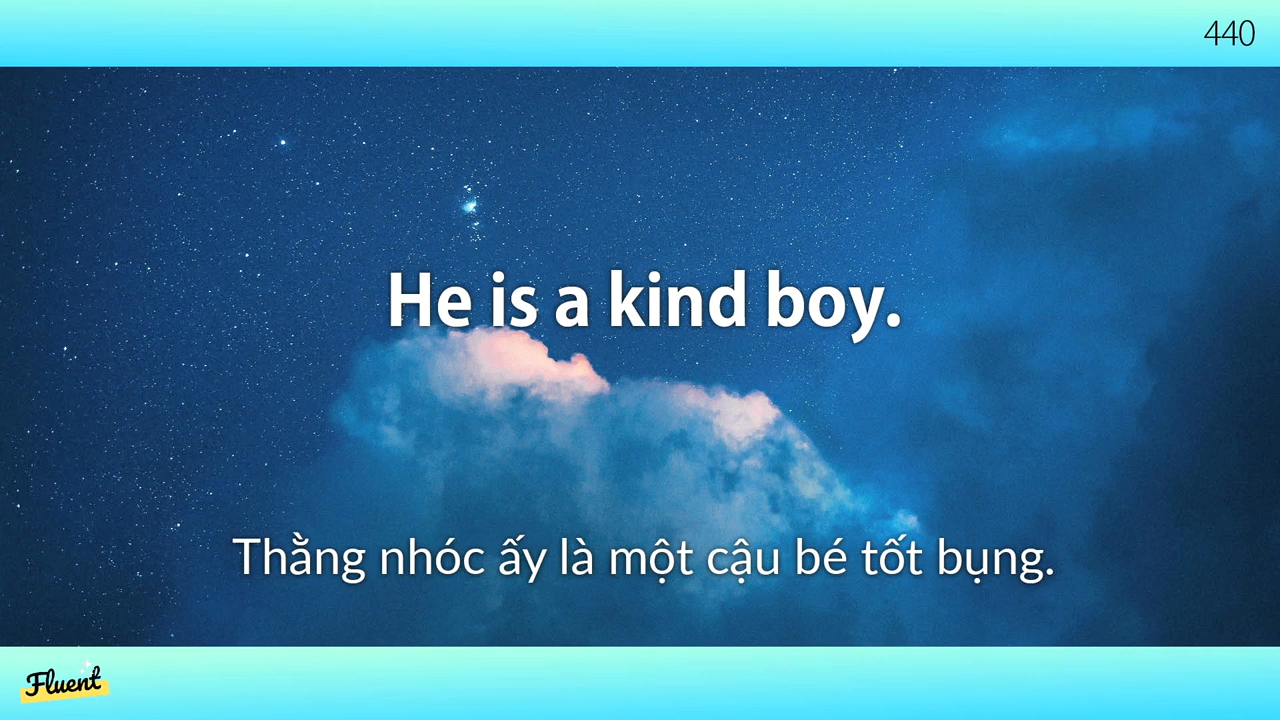 440
He is a kind boy.
Thằng nhóc ấy là một cậu bé tốt bụng.
Fluent